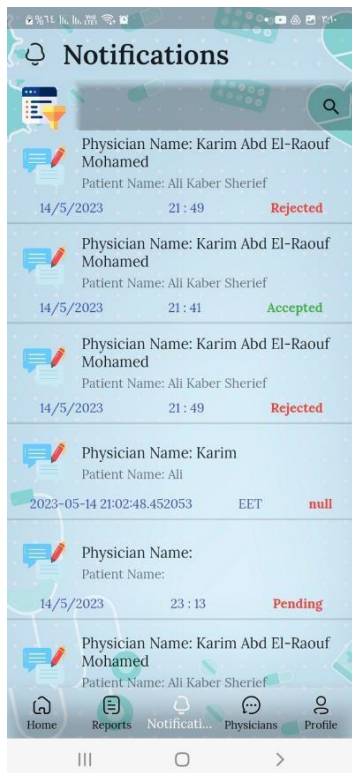 Notifications
Physician Name: Karim Abd El-Raouf
Mohamed
Patient Name: Ali Kaber Sherief
14/5/2023 21 : 49 Rejected
Physician Name: Karim Abd El-Raouf
Mohamed
Patient Name: Ali Kaber Sherief
14/5/2023 21 : 41 Accepted
Physician Name: Karim Abd El-Raouf
Mohamed
Patient Name: Ali Kaber Sherief
14/5/2023 21 : 49 Rejected
Physician Name: Karim
Patient Name: Ali
2023-05-14 21:02:48.452053 EET null
Physician Name:
Patient Name:
14/5/2023 23 : 13 Pending
Physician Name: Karim Abd El-Raouf
Mohamed
Patient Name: Ali Kaber Sherief
Home Reports Notificati... Physicians Profile